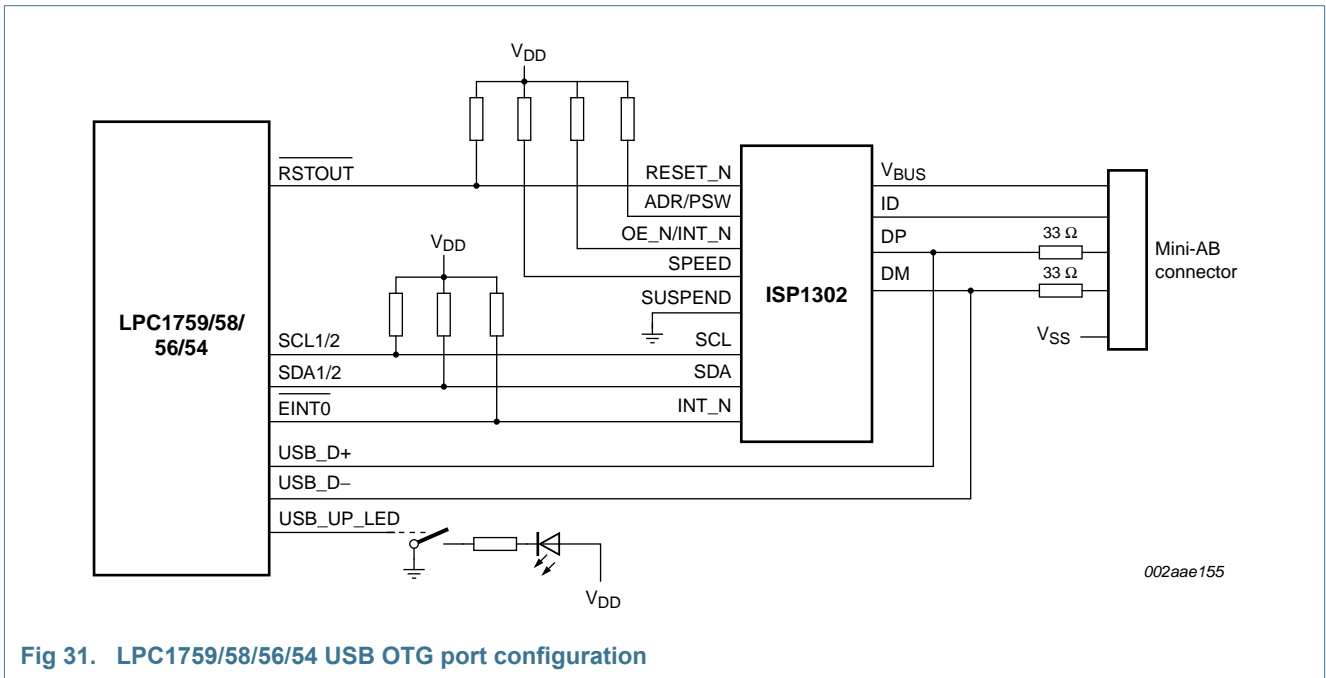 VDD
RSTOUT
RESET_N
ADR/PSW
OE_N/INT_N
SPEED
SUSPEND
SCL
SDA
INT_N
VDD
LPC1759/58/
56/54
SCL1/2
SDA1/2
EINT0
USB_D+
USB_D−
USB_UP_LED
VDD
ISP1302
VBUS
ID
DP
DM
33 Ω
33 Ω
VSS
Mini-AB
connector
002aae155
Fig 31. LPC1759/58/56/54 USB OTG port configuration